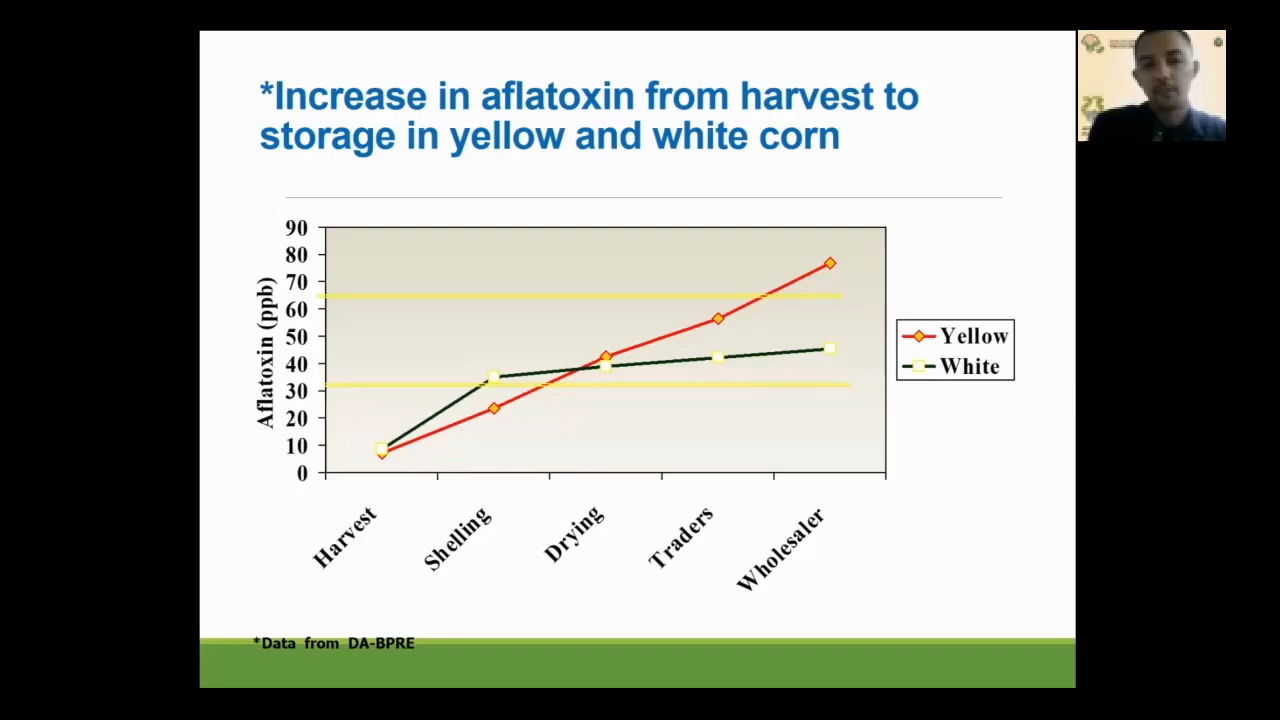 *Increase in aflatoxin from harvest to
storage in yellow and white corn
90
80
70
60
50
40
30
20
10
0
Aflatoxin (ppb)
Harvest
Shelling
Drying
Traders
Wholesaler
Yellow
White
*Data from DA-BPRE
23